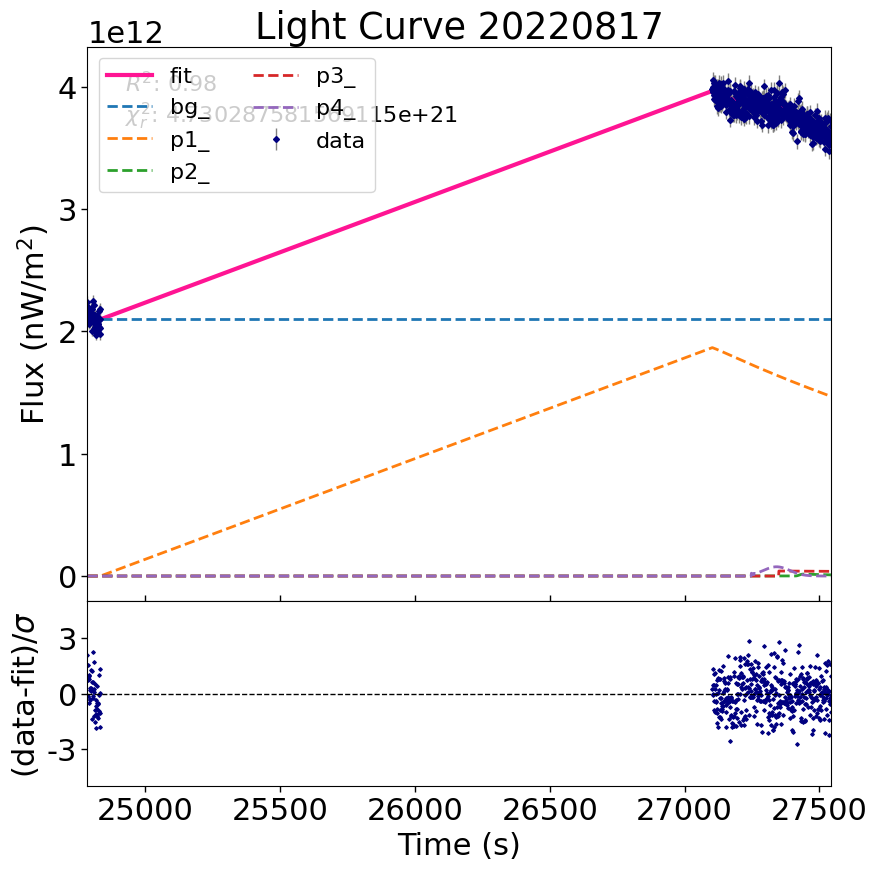 Light Curve 20220817
1e12
fit
bg_
p1_
p2_
p3_
p4_
data
R²: 0.98
4
3
2
1
0
Flux (nW/m²)
3
0
-3
(data-fit)/σ
25000 25500 26000 26500 27000 27500
Time (s)